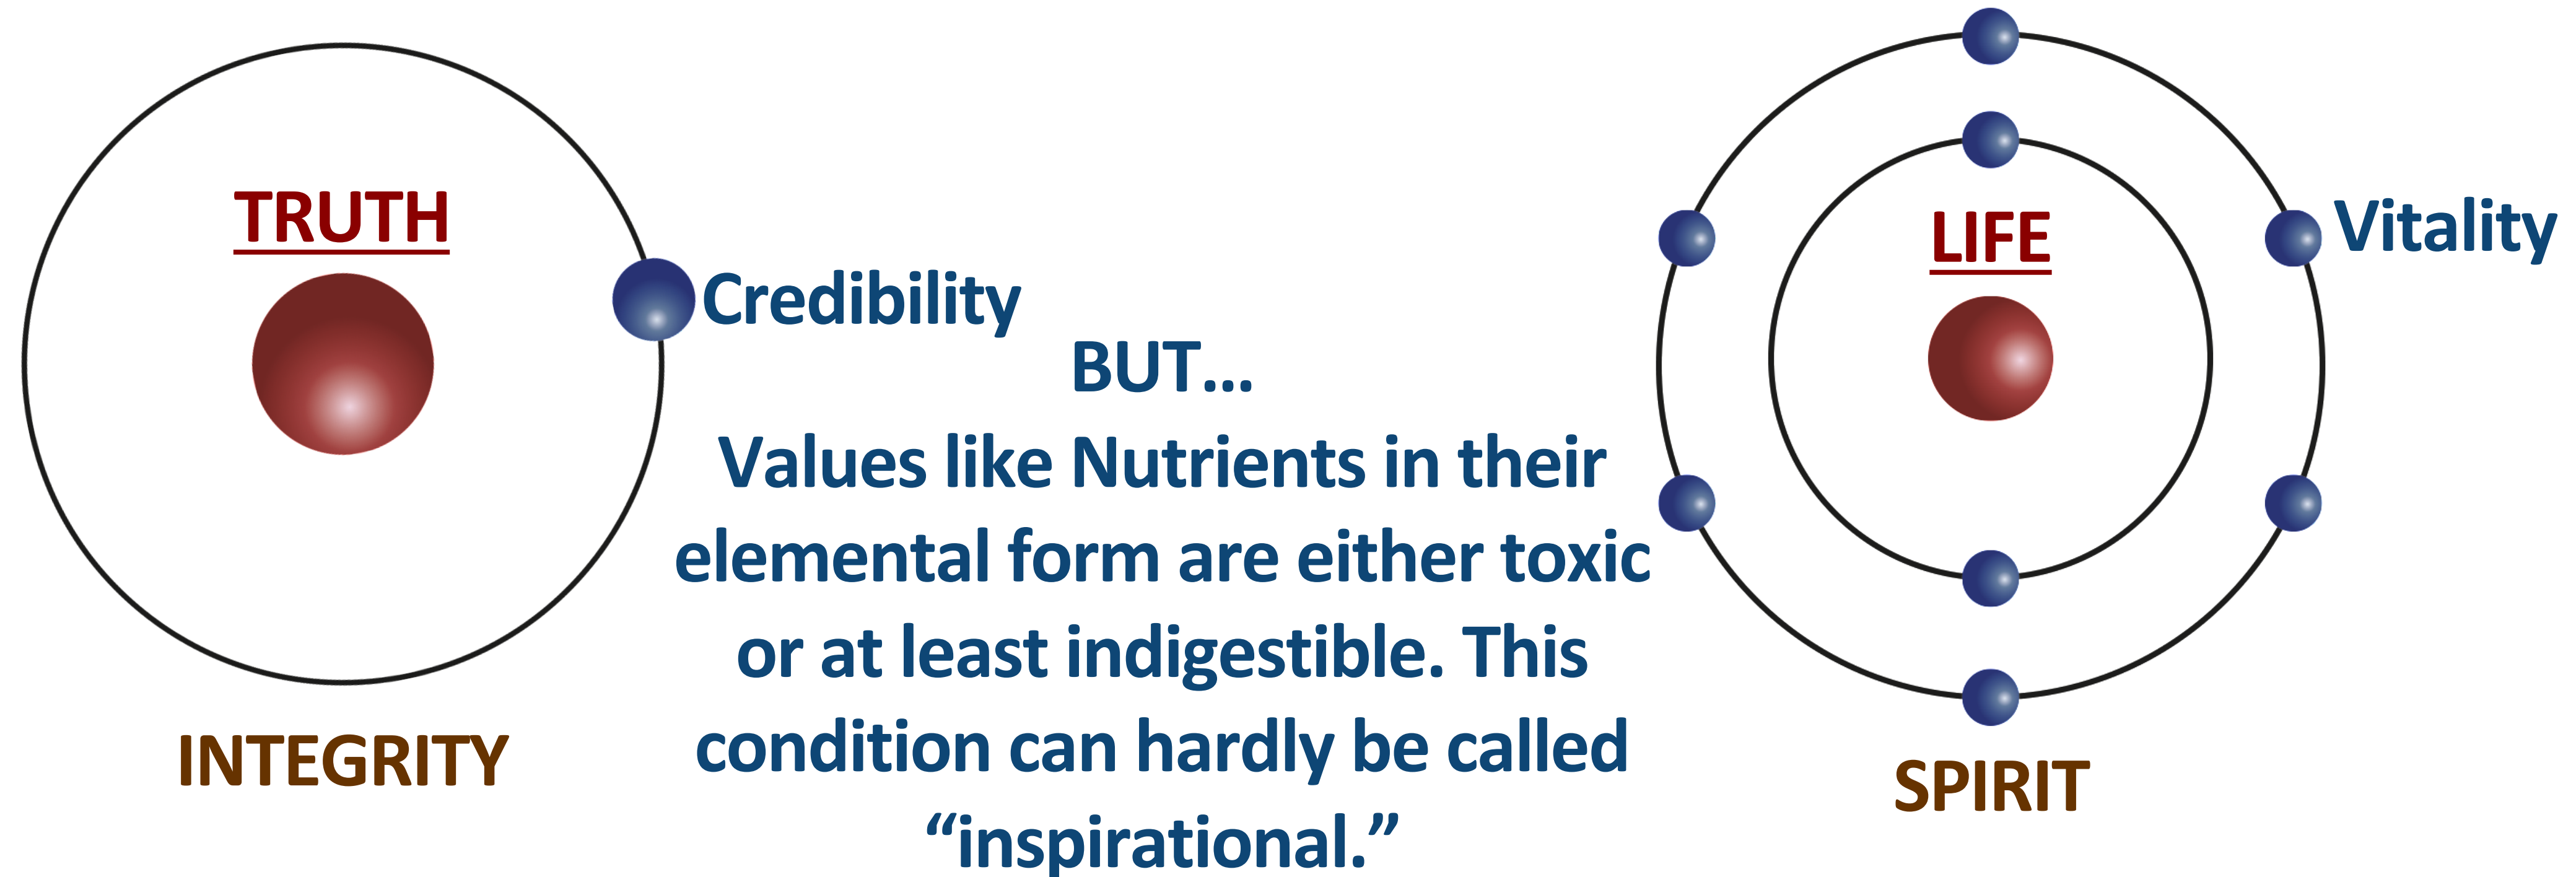 TRUTH
Credibility
INTEGRITY
BUT...
Values like Nutrients in their
elemental form are either toxic
or at least indigestible. This
condition can hardly be called
“inspirational.”
LIFE
Vitality
SPIRIT